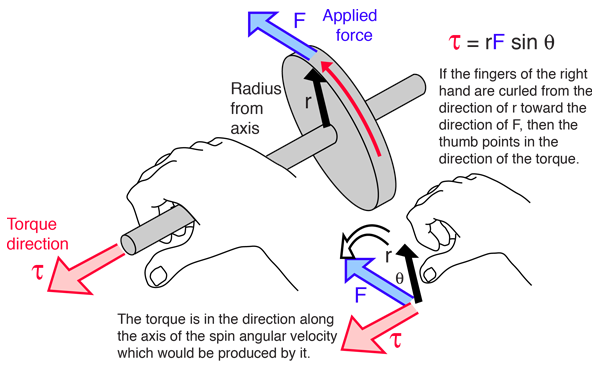 F
Applied
force
τ = rF sin θ
Radius
from
axis
r
If the fingers of the right
hand are curled from the
direction of r toward the
direction of F, then the
thumb points in the
direction of the torque.
Torque
direction
τ
r
θ
F
τ
The torque is in the direction along
the axis of the spin angular velocity
which would be produced by it.